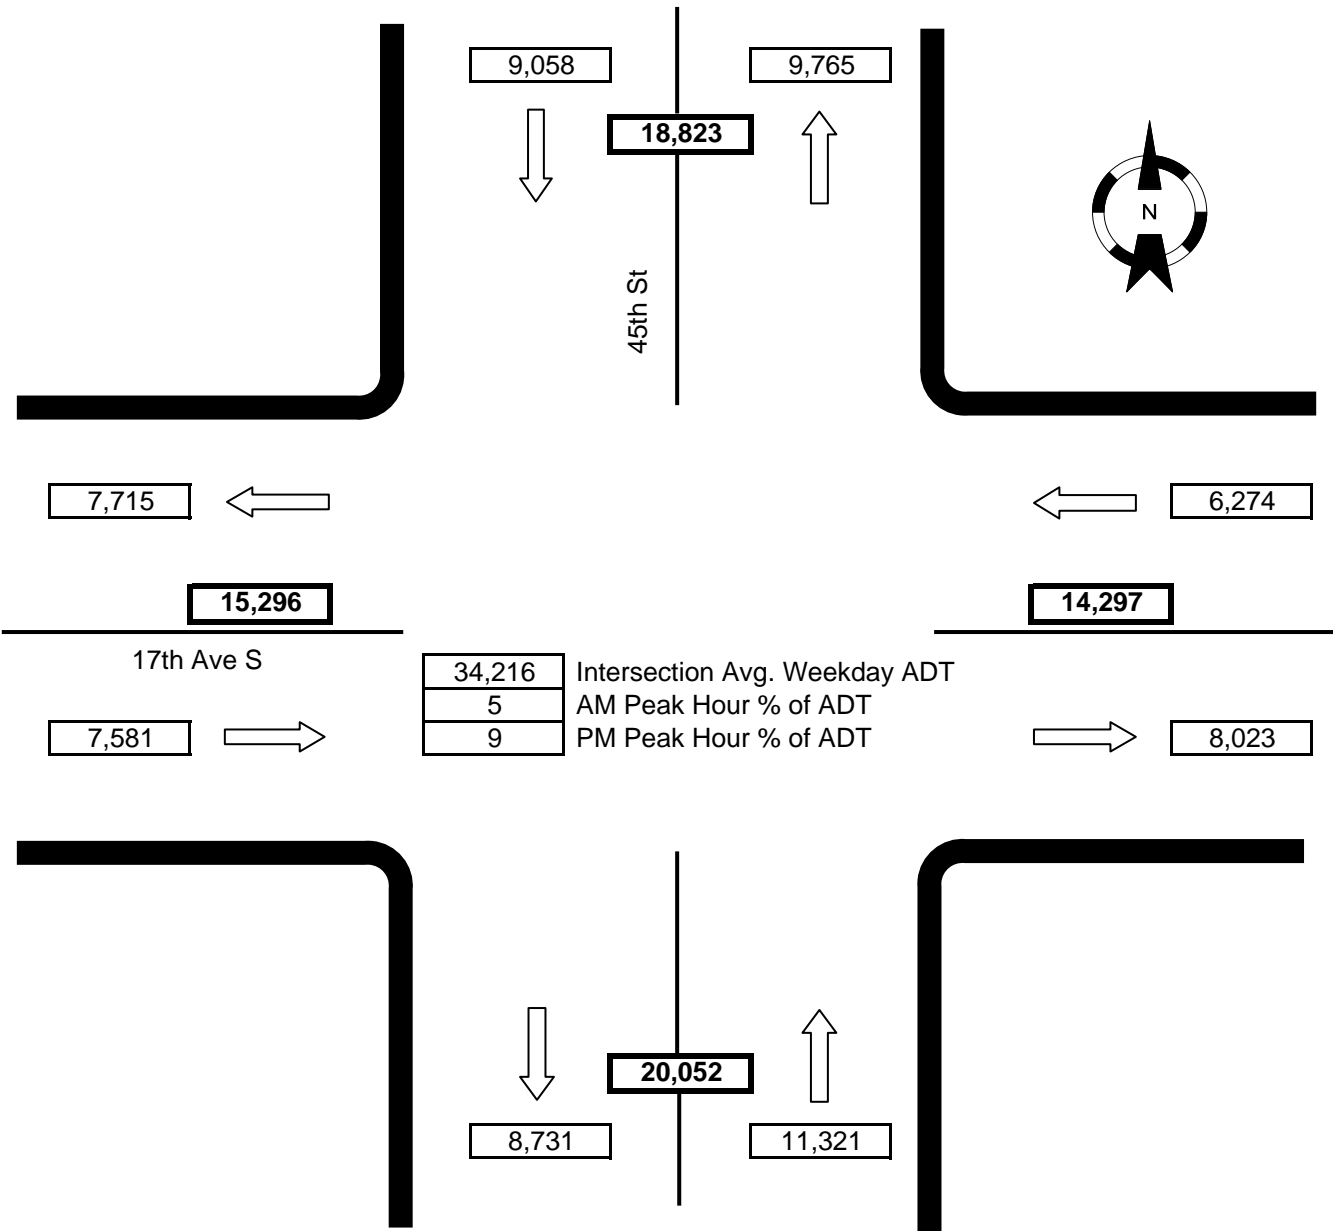 9,058
9,765
18,823
N
45th St
7,715
6,274
15,296
14,297
17th Ave S
34,216 Intersection Avg. Weekday ADT
5 AM Peak Hour % of ADT
9 PM Peak Hour % of ADT
7,581
8,023
20,052
8,731
11,321